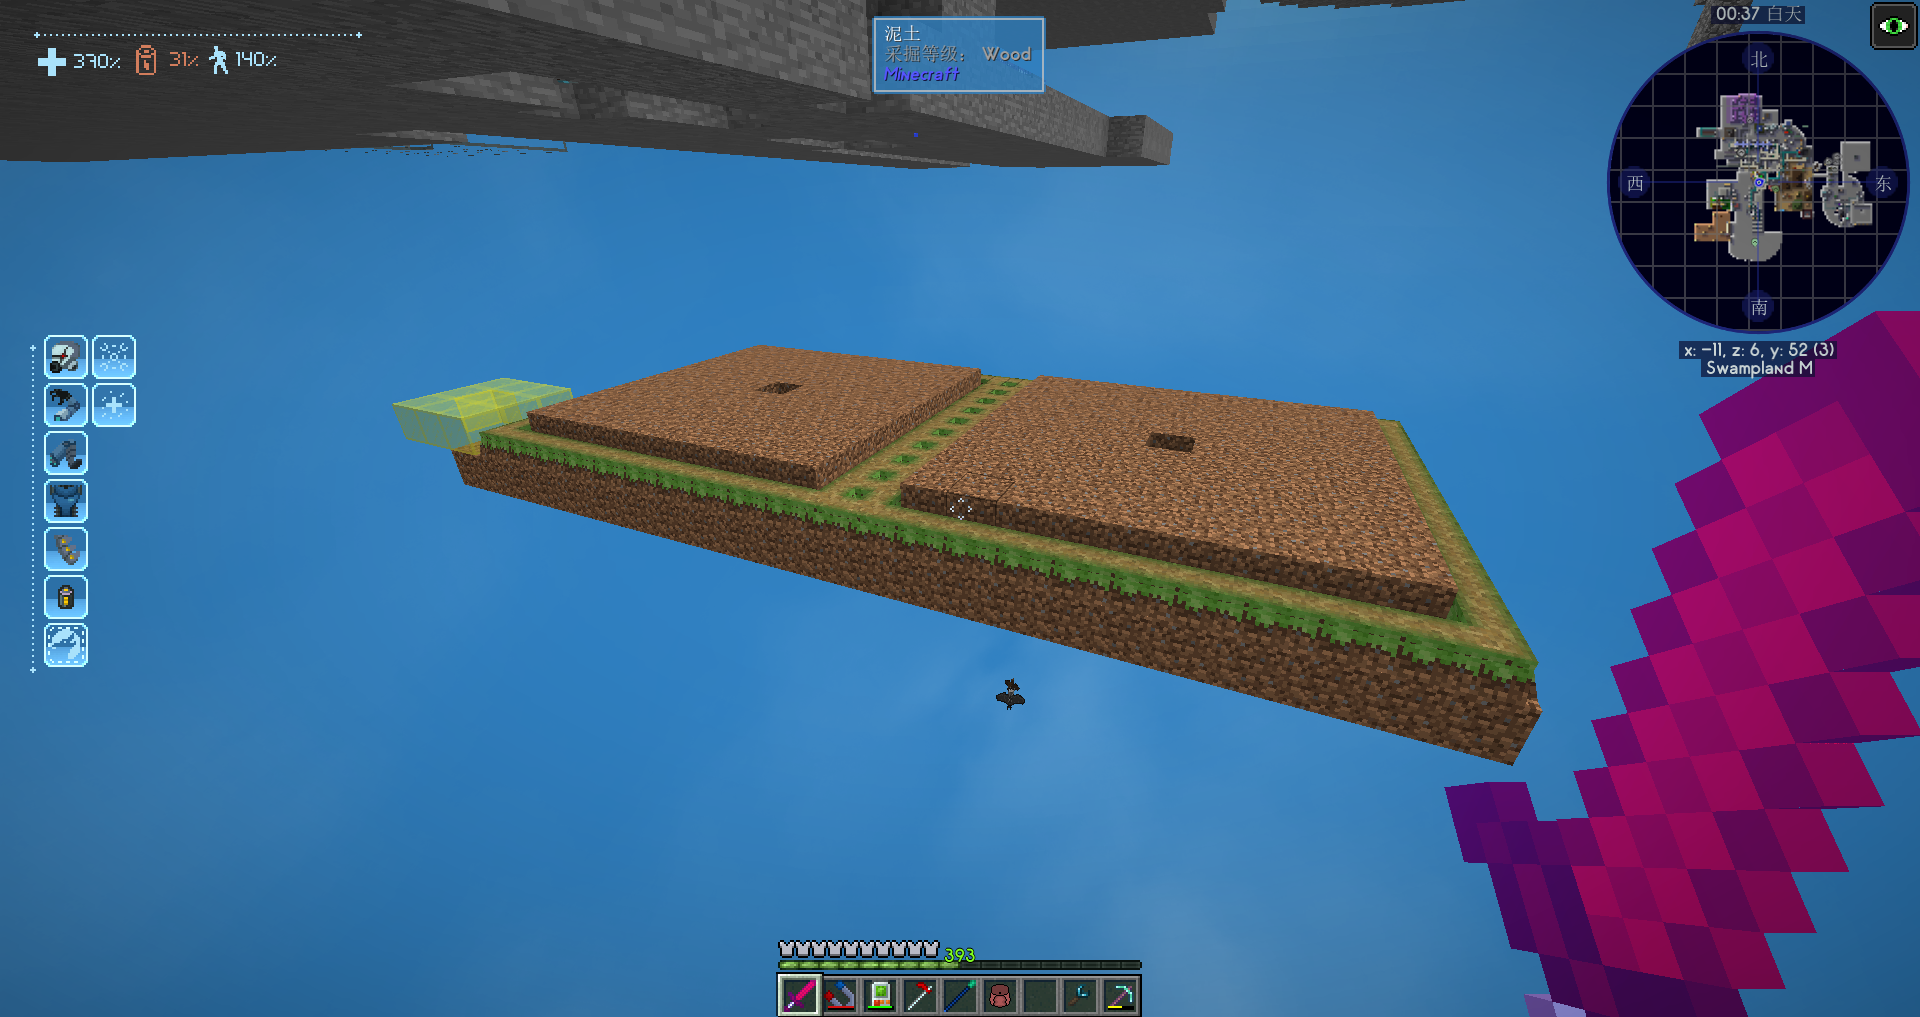 370%
31%
140%
泥土
采掘等级： Wood
Minecraft
00:37 白天
北
西
东
南
x: -11, z: 6, y: 52 (3)
Swampland M
393